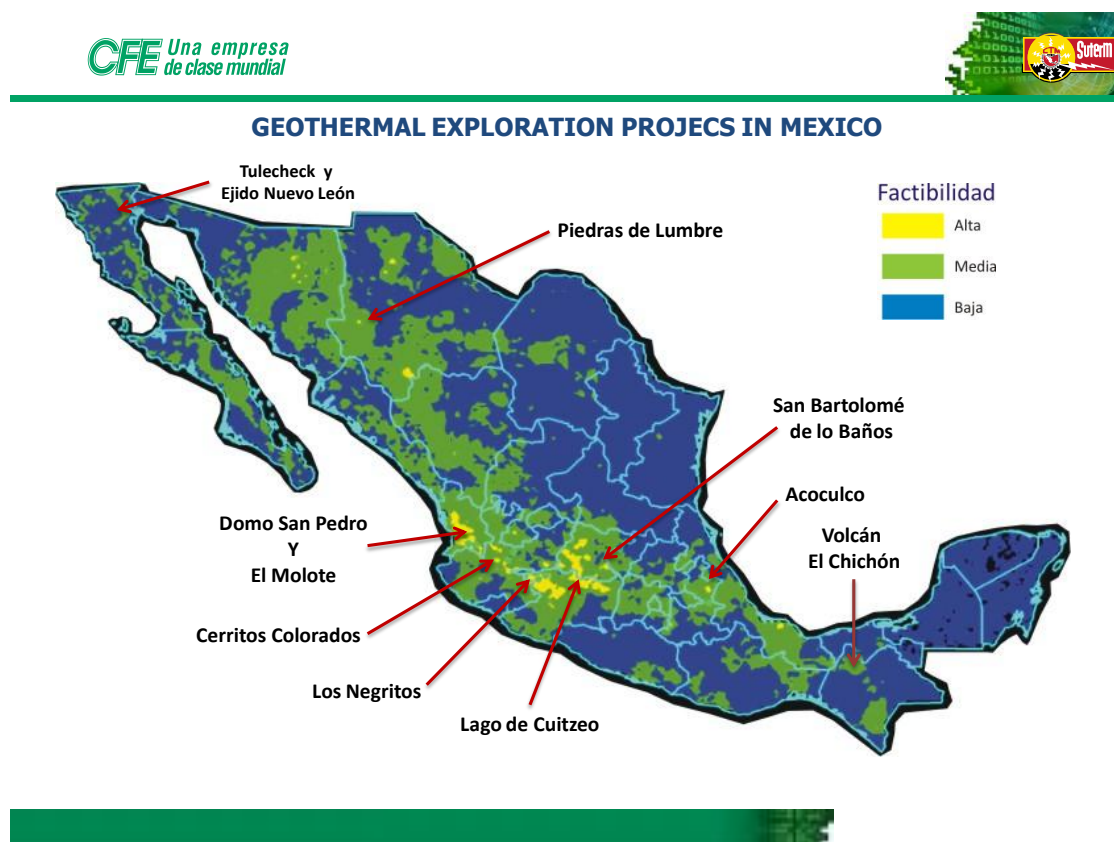 CFE Una empresa
de clase mundial
CTM
Suterm
GEOTHERMAL EXPLORATION PROJECS IN MEXICO
Tulecheck y
Ejido Nuevo León
Factibilidad
Alta
Media
Baja
Piedras de Lumbre
San Bartolomé
de lo Baños
Acoculco
Volcán
El Chichón
Domo San Pedro
Y
El Molote
Cerritos Colorados
Los Negritos
Lago de Cuitzeo